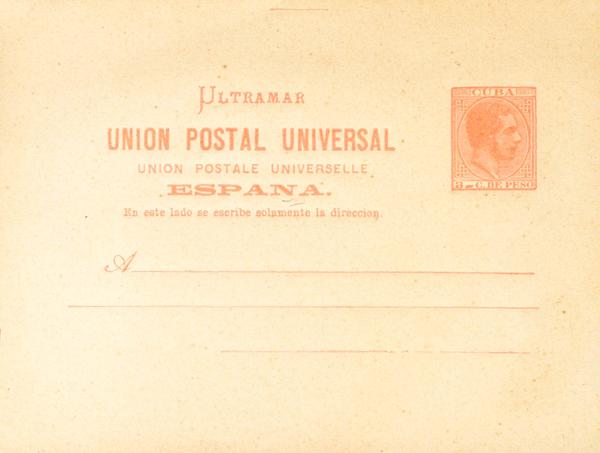 ULTRAMAR
CUBA
UNION POSTAL UNIVERSAL
UNION POSTALE UNIVERSELLE
ESPAÑA.
3 C. DE PESO
En este lado se escribe solamente la direccion.
A